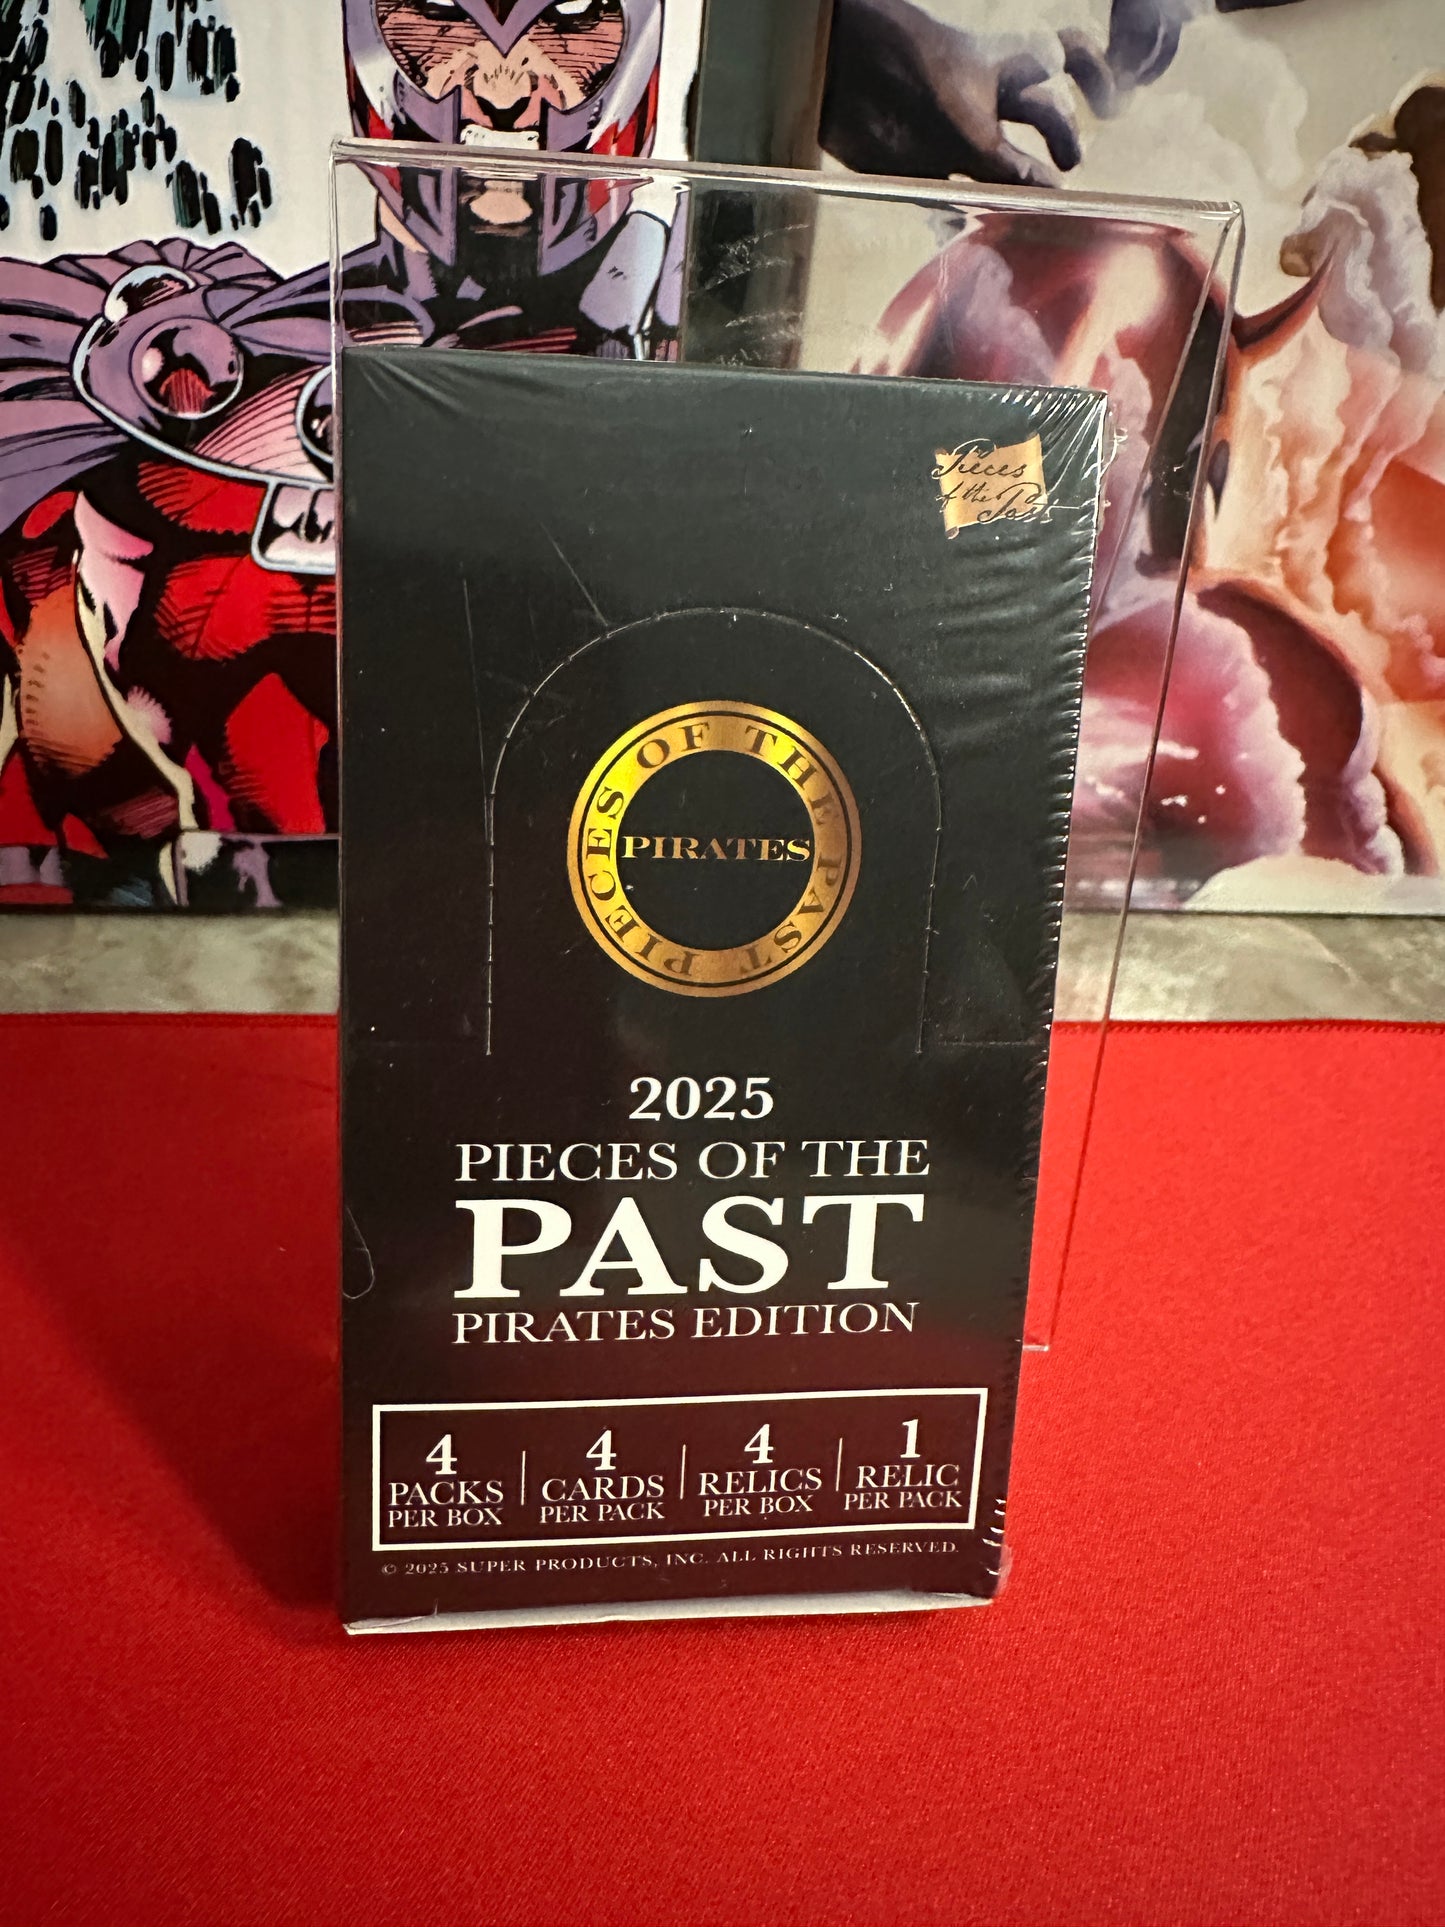 Pieces
of the
Past
PIECES OF THE PAST
PIRATES
2025
PIECES OF THE
PAST
PIRATES EDITION
4 PACKS PER BOX
4 CARDS PER PACK
4 RELICS PER BOX
1 RELIC PER PACK
© 2025 SUPER PRODUCTS, INC. ALL RIGHTS RESERVED.